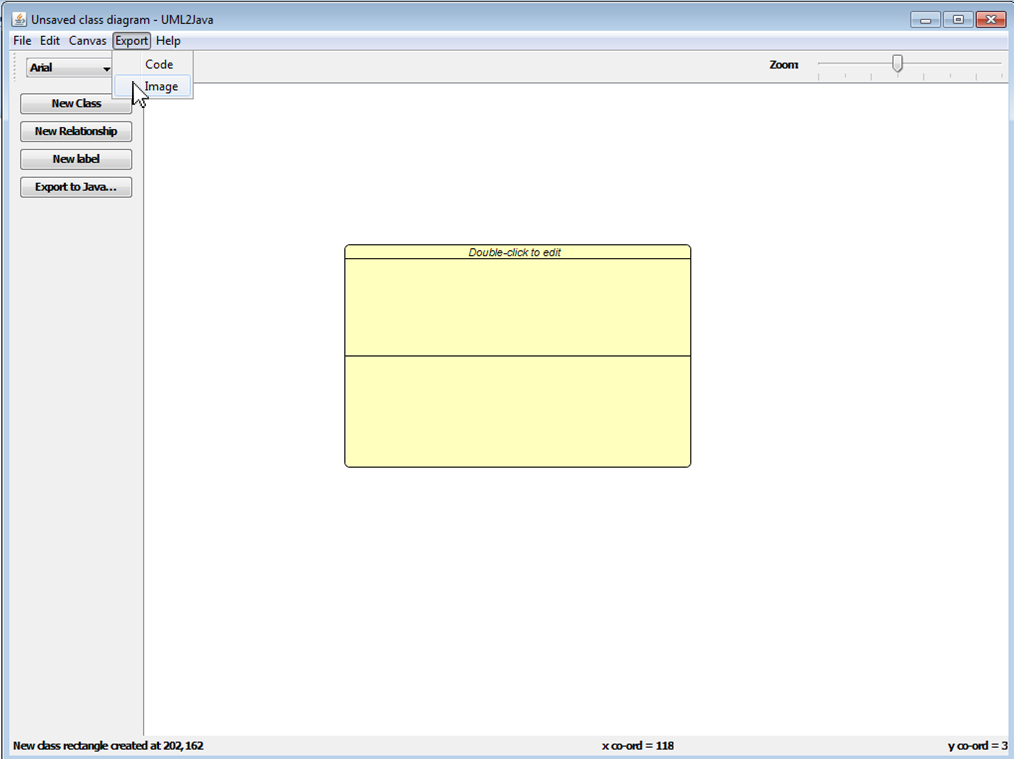 Unsaved class diagram - UML2Java
File Edit Canvas Export Help
Arial
Code
Zoom
Image
New Class
New Relationship
New label
Export to Java...
Double-click to edit
New class rectangle created at 202,162
x co-ord = 118
y co-ord = 3